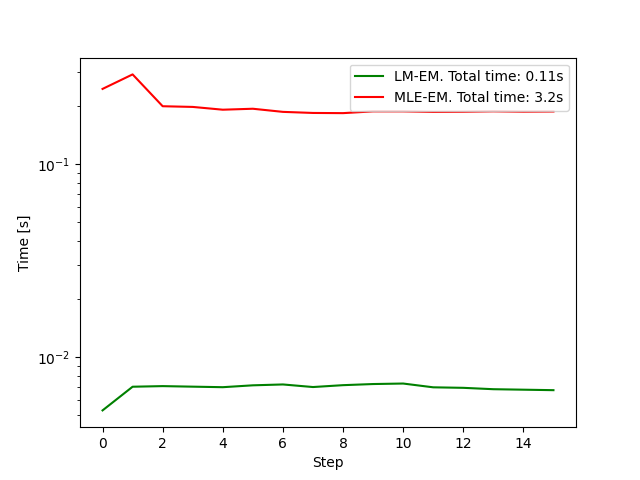 LM-EM. Total time: 0.11s
MLE-EM. Total time: 3.2s
10⁻¹
10⁻²
Time [s]
0 2 4 6 8 10 12 14
Step